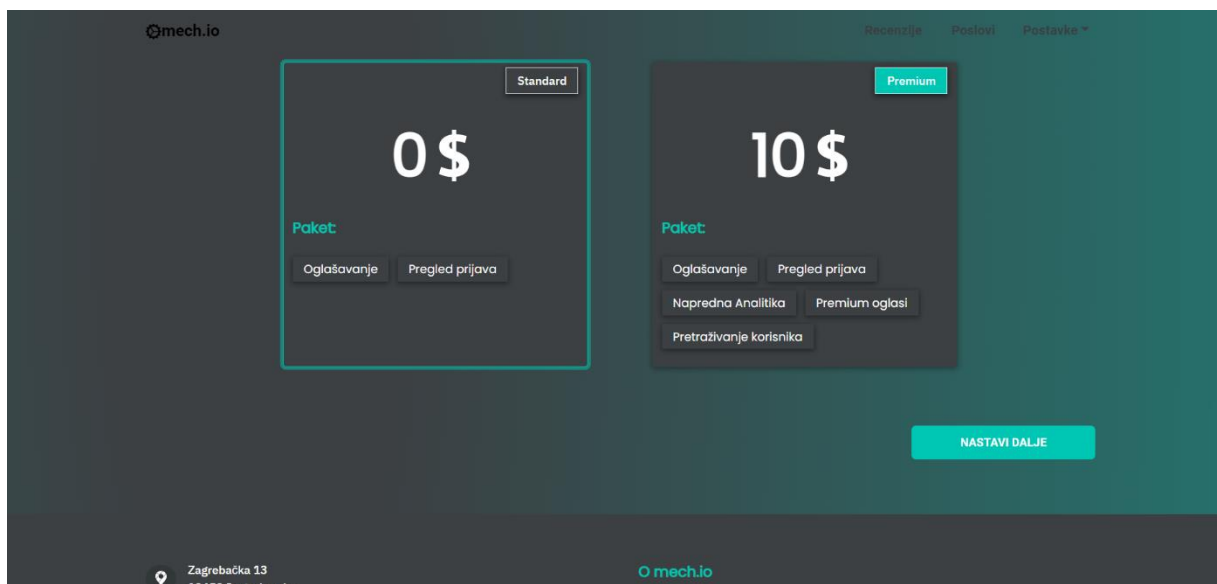 mech.io
Recenzije Poslovi Postavke
Standard
0 $
Paket:
Oglašavanje Pregled prijava
Premium
10 $
Paket:
Oglašavanje Pregled prijava
Napredna Analitika Premium oglasi
Pretraživanje korisnika
NASTAVI DALJE
Zagrebačka 13
O mech.io